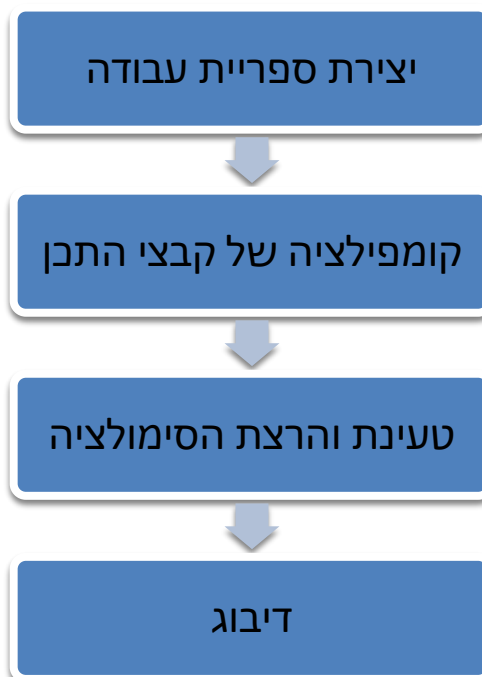 יצירת ספריית עבודה
קומפילציה של קבצי התכן
טעינת והרצת הסימולציה
דיבוג